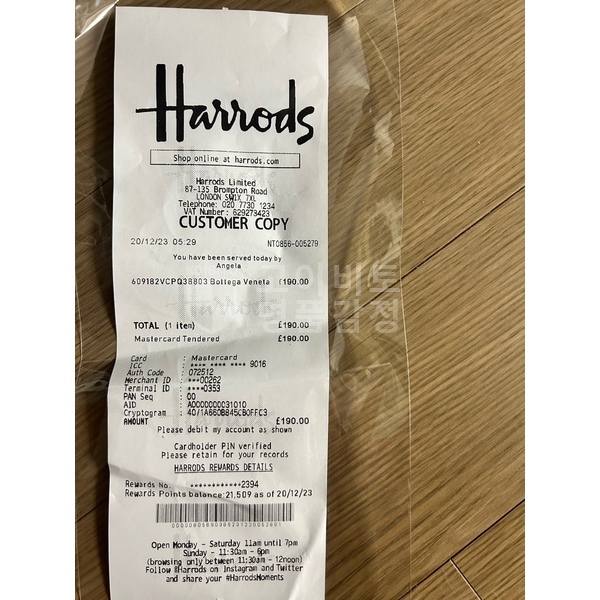 Harrods
Shop online at harrods.com
Harrods Limited
87-135 Brompton Road
LONDON SW1X 7XL
Telephone: 020 7730 1234
VAT Number: 629273423
CUSTOMER COPY
20/12/23 05:29 NT0856-005279
You have been served today by
Angela
609182VCPQ38803 Bottega Veneta £190.00
TOTAL (1 item) £190.00
Mastercard Tendered £190.00
Card : Mastercard
ICC : **** **** **** 9016
Auth Code : 072512
Merchant ID : ***00262
Terminal ID : ****0353
PAN Seq : 00
AID : A0000000031010
Cryptogram : 40/1A660B845CB0FFC3
AMOUNT £190.00
Please debit my account as shown
Cardholder PIN verified
Please retain for your records
HARRODS REWARDS DETAILS
Rewards No. ************2394
Rewards Points balance: 21,509 as of 20/12/23
Open Monday - Saturday 11am until 7pm
Sunday - 11:30am - 6pm
(browsing only between 11:30am - 12noon)
Follow #Harrods on Instagram and Twitter
and share your #HarrodsMoments